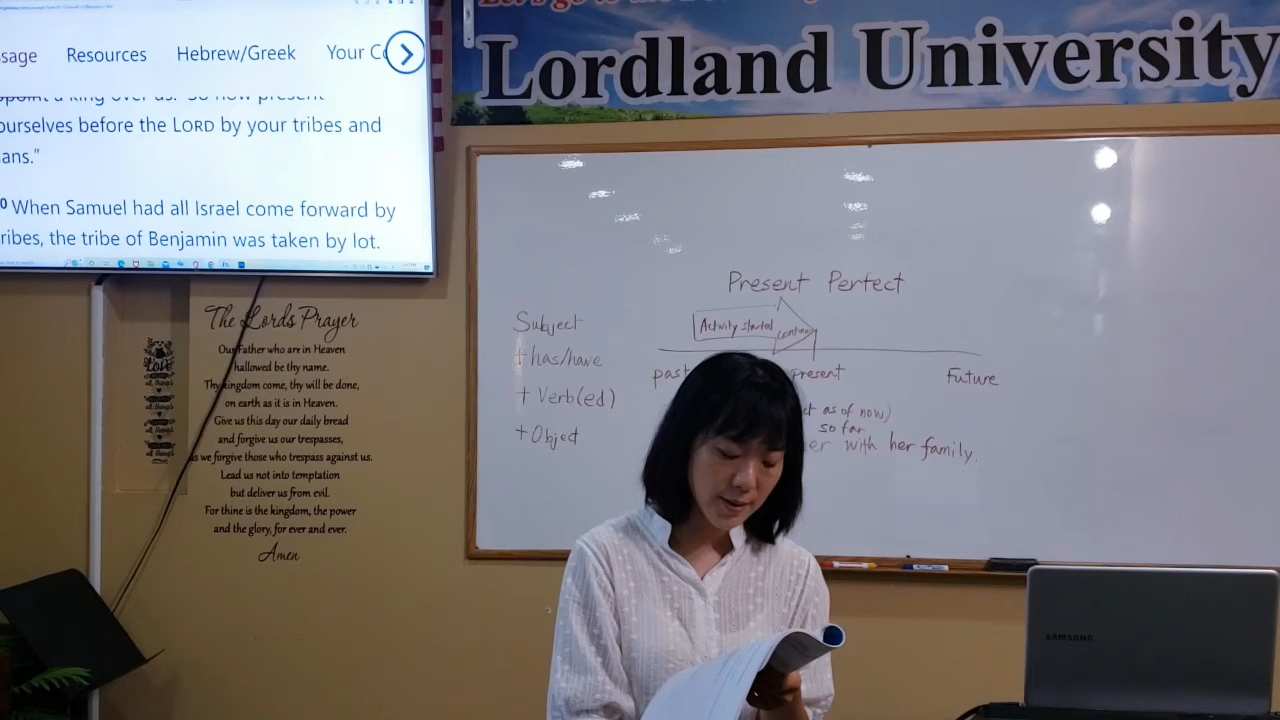 Resources Hebrew/Greek Your
ourselves before the LORD by your tribes and
ans."
When Samuel had all Israel come forward by
ribes, the tribe of Benjamin was taken by lot.
Lordland University
Present Perfect
Activity started continue
past present Future
Subject
+ has/have
+ Verb(ed)
+ Object
as of now)
so far
with her family.
The Lords Prayer
Our Father who are in Heaven
hallowed be thy name.
Thy kingdom come, thy will be done,
on earth as it is in Heaven.
Give us this day our daily bread
and forgive us our trespasses,
as we forgive those who trespass against us.
Lead us not into temptation
but deliver us from evil.
For thine is the kingdom, the power
and the glory, for ever and ever.
Amen
Love
SAMSUNG